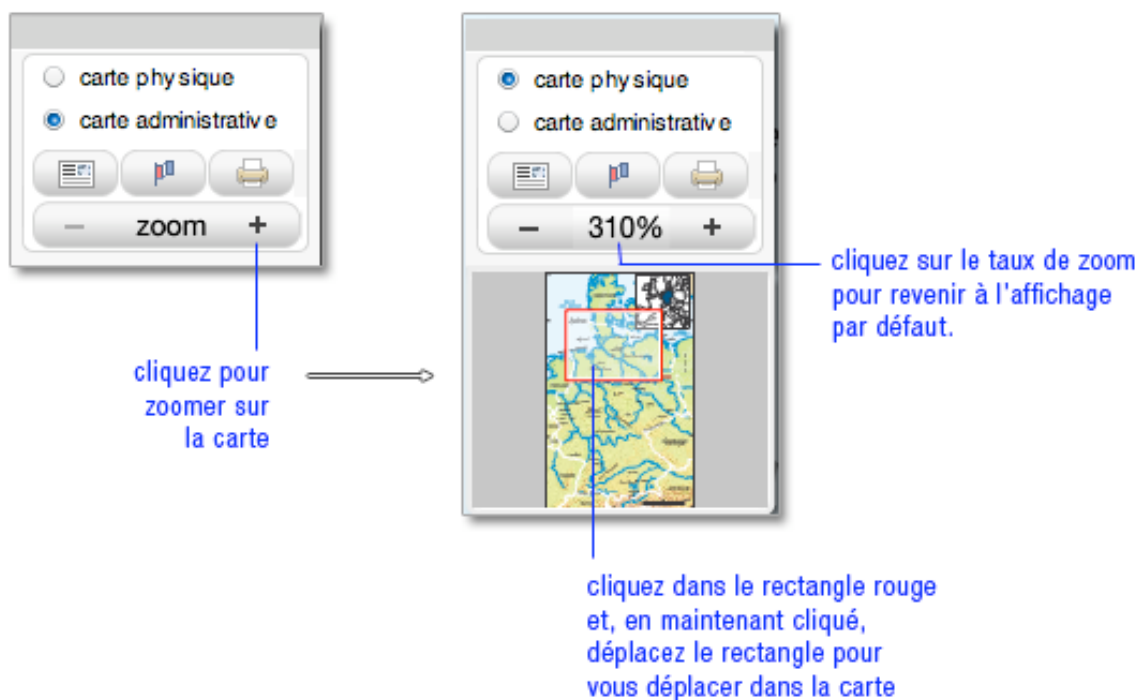 carte physique
carte administrative
zoom
cliquez pour
zoomer sur
la carte
carte physique
carte administrative
310%
cliquez sur le taux de zoom
pour revenir à l'affichage
par défaut.
cliquez dans le rectangle rouge
et, en maintenant cliqué,
déplacez le rectangle pour
vous déplacer dans la carte